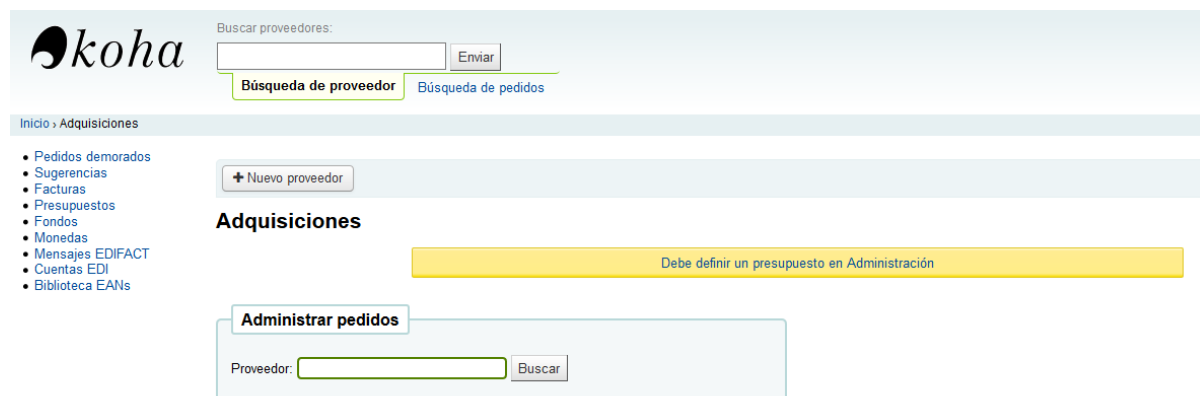 koha
Buscar proveedores:
Enviar
Búsqueda de proveedor Búsqueda de pedidos
Inicio › Adquisiciones
Pedidos demorados
Sugerencias
Facturas
Presupuestos
Fondos
Monedas
Mensajes EDIFACT
Cuentas EDI
Biblioteca EANs
+ Nuevo proveedor
Adquisiciones
Debe definir un presupuesto en Administración
Administrar pedidos
Proveedor: Buscar